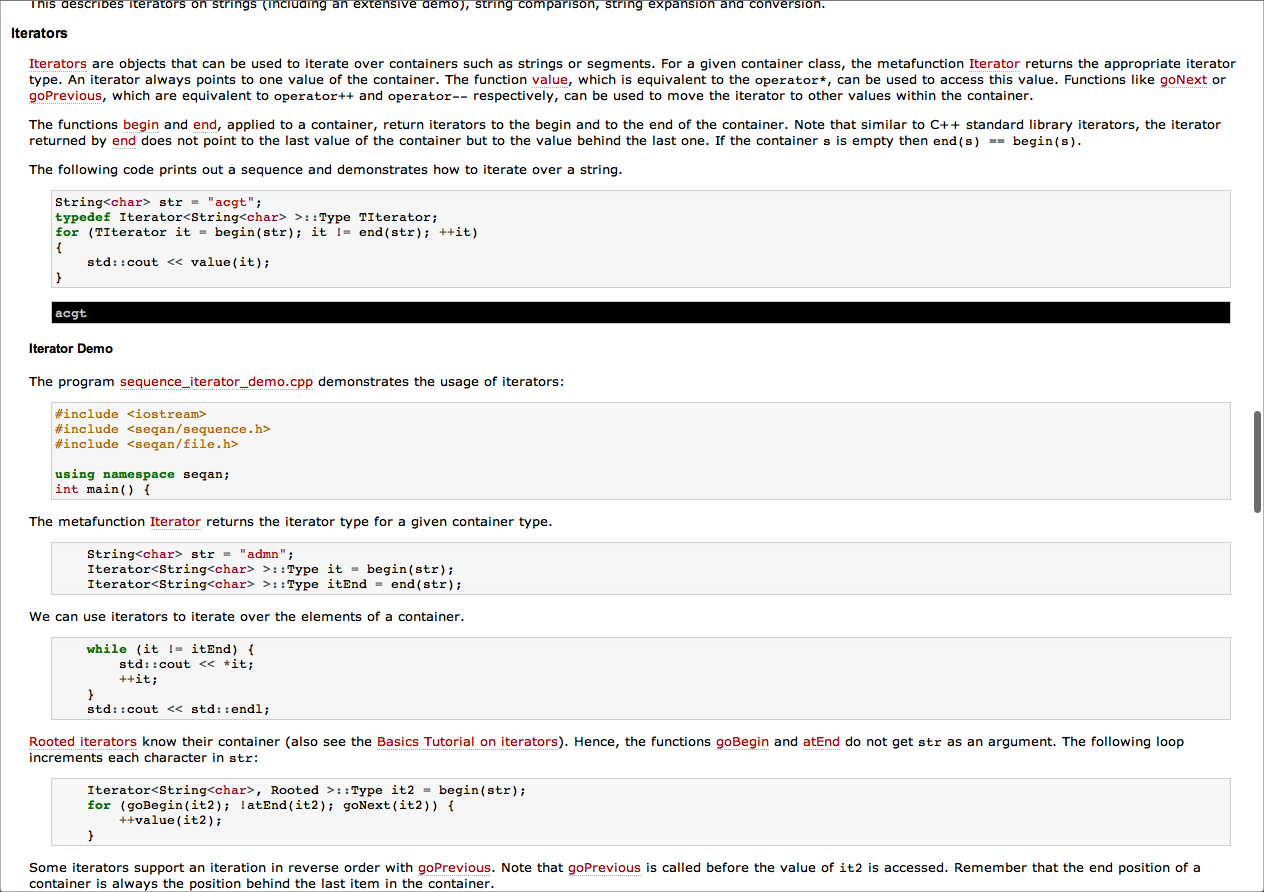 This describes iterators on strings (including an extensive demo), string comparison, string expansion and conversion.
Iterators
Iterators are objects that can be used to iterate over containers such as strings or segments. For a given container class, the metafunction Iterator returns the appropriate iterator
type. An iterator always points to one value of the container. The function value, which is equivalent to the operator*, can be used to access this value. Functions like goNext or
goPrevious, which are equivalent to operator++ and operator-- respectively, can be used to move the iterator to other values within the container.
The functions begin and end, applied to a container, return iterators to the begin and to the end of the container. Note that similar to C++ standard library iterators, the iterator
returned by end does not point to the last value of the container but to the value behind the last one. If the container s is empty then end(s) == begin(s).
The following code prints out a sequence and demonstrates how to iterate over a string.
String<char> str = "acgt";
typedef Iterator<String<char> >::Type TIterator;
for (TIterator it = begin(str); it != end(str); ++it)
{
    std::cout << value(it);
}
acgt
Iterator Demo
The program sequence_iterator_demo.cpp demonstrates the usage of iterators:
#include <iostream>
#include <seqan/sequence.h>
#include <seqan/file.h>
using namespace seqan;
int main() {
The metafunction Iterator returns the iterator type for a given container type.
    String<char> str = "admn";
    Iterator<String<char> >::Type it = begin(str);
    Iterator<String<char> >::Type itEnd = end(str);
We can use iterators to iterate over the elements of a container.
    while (it != itEnd) {
        std::cout << *it;
        ++it;
    }
    std::cout << std::endl;
Rooted iterators know their container (also see the Basics Tutorial on iterators). Hence, the functions goBegin and atEnd do not get str as an argument. The following loop
increments each character in str:
    Iterator<String<char>, Rooted >::Type it2 = begin(str);
    for (goBegin(it2); !atEnd(it2); goNext(it2)) {
        ++value(it2);
    }
Some iterators support an iteration in reverse order with goPrevious. Note that goPrevious is called before the value of it2 is accessed. Remember that the end position of a
container is always the position behind the last item in the container.